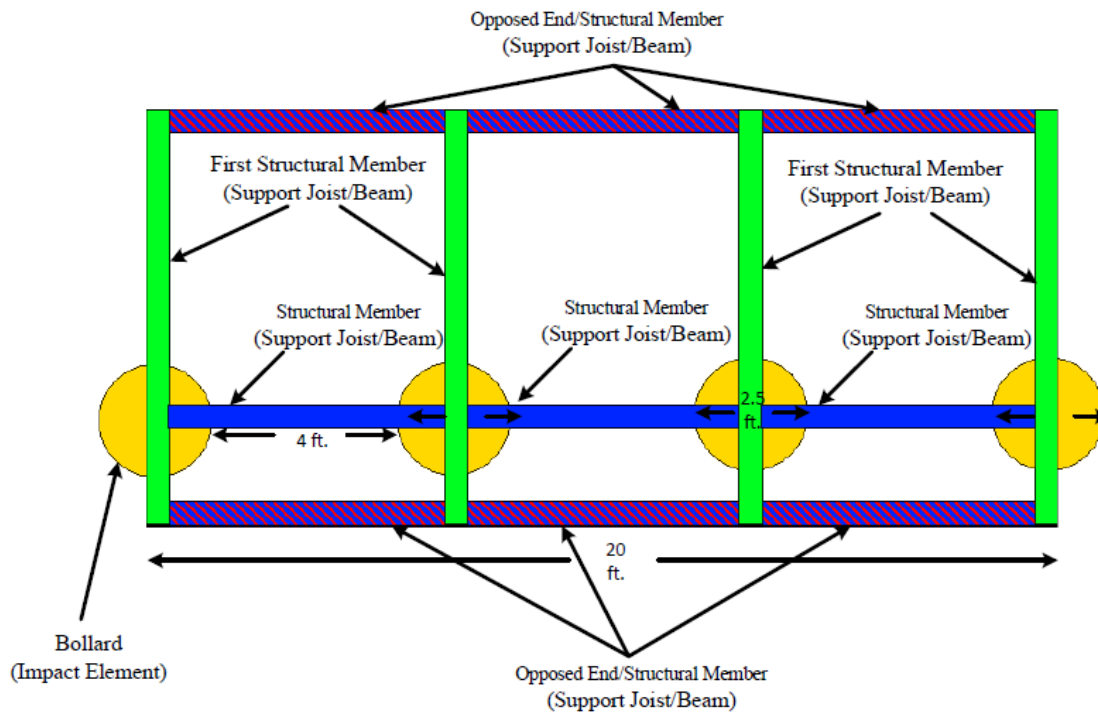 Opposed End/Structural Member
(Support Joist/Beam)
First Structural Member
(Support Joist/Beam)
First Structural Member
(Support Joist/Beam)
Structural Member
(Support Joist/Beam)
Structural Member
(Support Joist/Beam)
Structural Member
(Support Joist/Beam)
2.5
ft.
4 ft.
20
ft.
Bollard
(Impact Element)
Opposed End/Structural Member
(Support Joist/Beam)